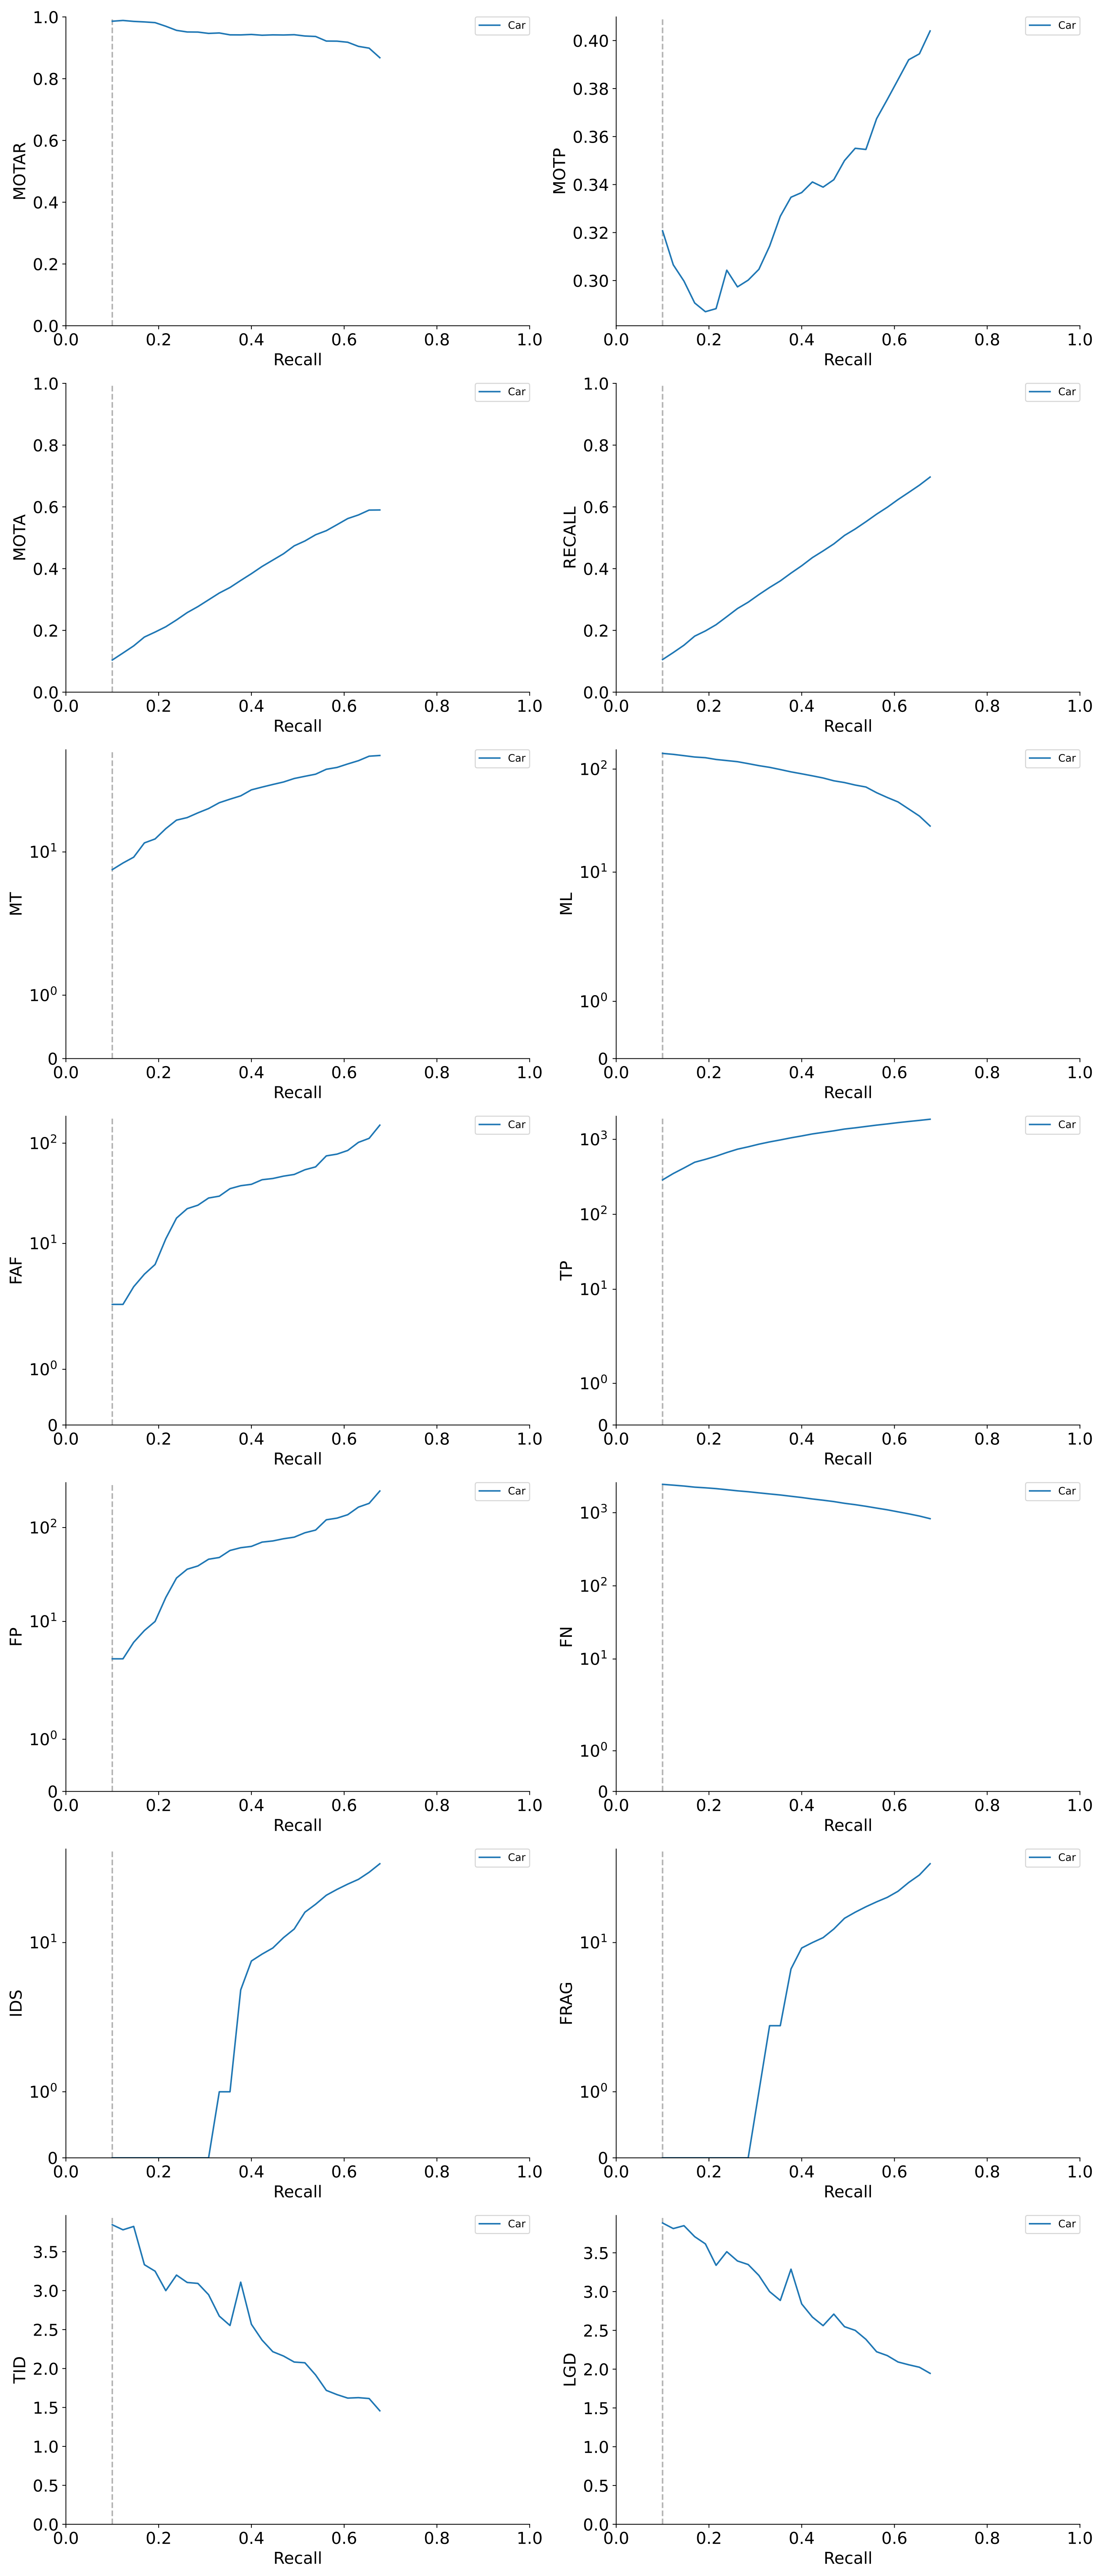 MOTAR
1.0
0.8
0.6
0.4
0.2
0.0
0.0 0.2 0.4 0.6 0.8 1.0
Recall
Car
MOTP
0.40
0.38
0.36
0.34
0.32
0.30
0.0 0.2 0.4 0.6 0.8 1.0
Recall
Car
MOTA
1.0
0.8
0.6
0.4
0.2
0.0
0.0 0.2 0.4 0.6 0.8 1.0
Recall
Car
RECALL
1.0
0.8
0.6
0.4
0.2
0.0
0.0 0.2 0.4 0.6 0.8 1.0
Recall
Car
MT
10¹
10⁰
0
0.0 0.2 0.4 0.6 0.8 1.0
Recall
Car
ML
10²
10¹
10⁰
0
0.0 0.2 0.4 0.6 0.8 1.0
Recall
Car
FAF
10²
10¹
10⁰
0
0.0 0.2 0.4 0.6 0.8 1.0
Recall
Car
TP
10³
10²
10¹
10⁰
0
0.0 0.2 0.4 0.6 0.8 1.0
Recall
Car
FP
10²
10¹
10⁰
0
0.0 0.2 0.4 0.6 0.8 1.0
Recall
Car
FN
10³
10²
10¹
10⁰
0
0.0 0.2 0.4 0.6 0.8 1.0
Recall
Car
IDS
10¹
10⁰
0
0.0 0.2 0.4 0.6 0.8 1.0
Recall
Car
FRAG
10¹
10⁰
0
0.0 0.2 0.4 0.6 0.8 1.0
Recall
Car
TID
3.5
3.0
2.5
2.0
1.5
1.0
0.5
0.0
0.0 0.2 0.4 0.6 0.8 1.0
Recall
Car
LGD
3.5
3.0
2.5
2.0
1.5
1.0
0.5
0.0
0.0 0.2 0.4 0.6 0.8 1.0
Recall
Car